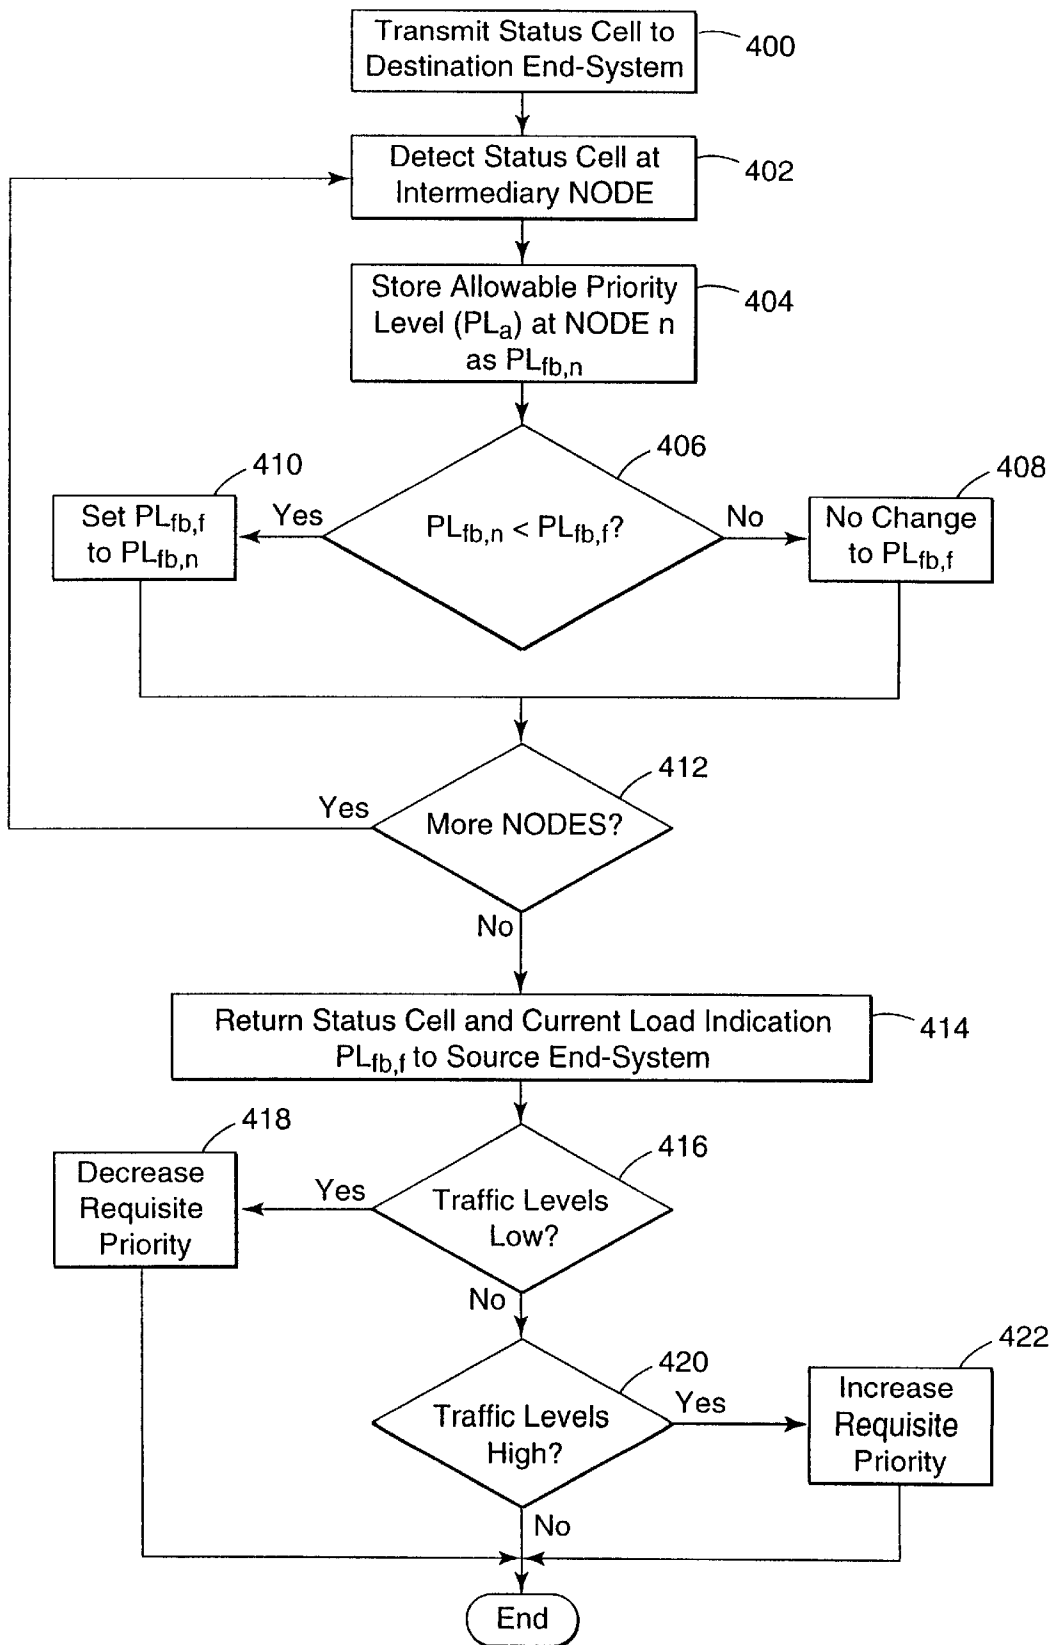 Transmit Status Cell to
Destination End-System
400
Detect Status Cell at
Intermediary NODE
402
Store Allowable Priority
Level (PLa) at NODE n
as PLfb,n
404
406
PLfb,n < PLfb,f?
Yes
No
410
Set PLfb,f
to PLfb,n
408
No Change
to PLfb,f
412
More NODES?
Yes
No
Return Status Cell and Current Load Indication
PLfb,f to Source End-System
414
416
Traffic Levels
Low?
Yes
No
418
Decrease
Requisite
Priority
420
Traffic Levels
High?
Yes
No
422
Increase
Requisite
Priority
End